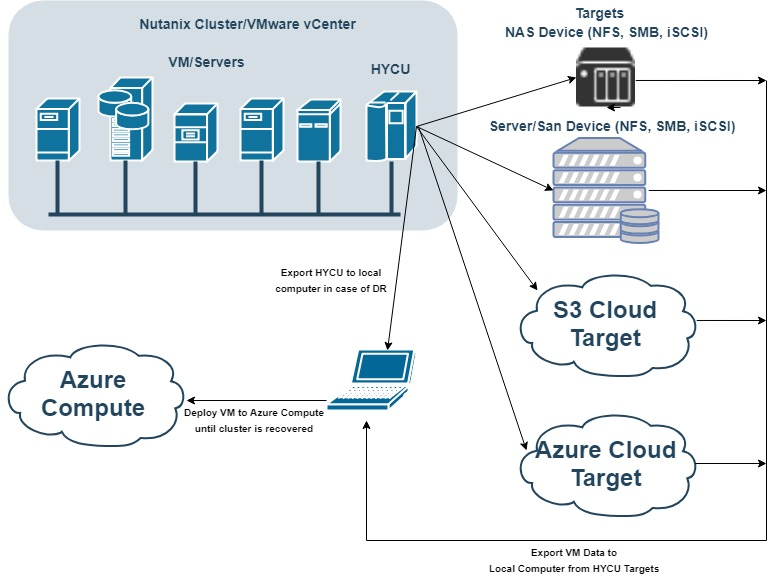 Nutanix Cluster/VMware vCenter
VM/Servers
HYCU
Targets
NAS Device (NFS, SMB, iSCSI)
Server/San Device (NFS, SMB, iSCSI)
Export HYCU to local
computer in case of DR
S3 Cloud
Target
Azure
Compute
Deploy VM to Azure Compute
until cluster is recovered
Azure Cloud
Target
Export VM Data to
Local Computer from HYCU Targets